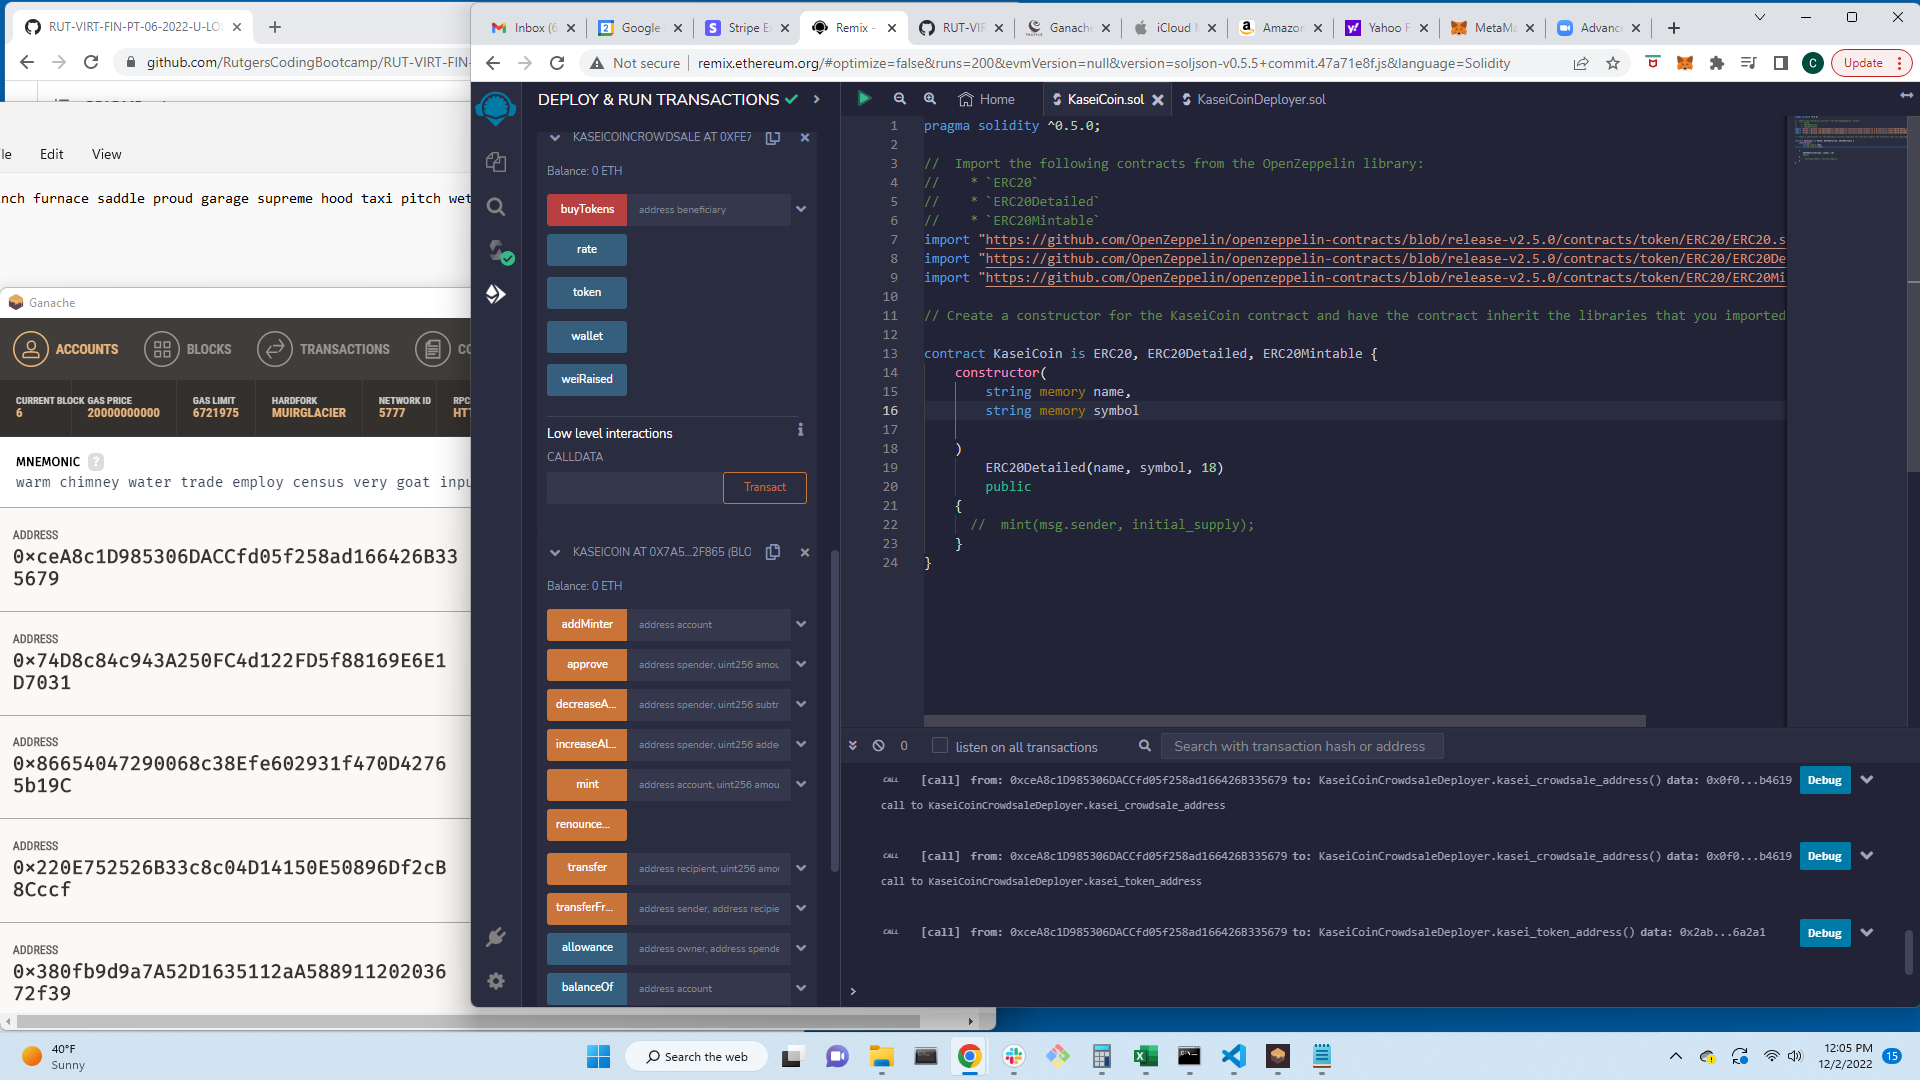 RUT-VIRT-FIN-PT-06-2022-U-LOL
github.com/RutgersCodingBootcamp/RUT-VIRT-FIN-
Edit
View
nch furnace saddle proud garage supreme hood taxi pitch wet
Ganache
ACCOUNTS
BLOCKS
TRANSACTIONS
CURRENT BLOCK
6
GAS PRICE
20000000000
GAS LIMIT
6721975
HARDFORK
MUIRGLACIER
NETWORK ID
5777
MNEMONIC ?
warm chimney water trade employ census very goat inpu
ADDRESS
0×ceA8c1D985306DACCfd05f258ad166426B33
5679
ADDRESS
0×74D8c84c943A250FC4d122FD5f88169E6E1
D7031
ADDRESS
0×86654047290068c38Efe602931f470D42765
5b19C
ADDRESS
0×220E752526B33c8c04D14150E50896Df2cB
8Cccf
ADDRESS
0×380fb9d9a7A52D1635112aA588911202036
72f39
Inbox (6
Google
Stripe E
Remix -
RUT-VIR
Ganache
iCloud M
Amazon
Yahoo F
MetaMa
Advance
Not secure
remix.ethereum.org/#optimize=false&runs=200&evmVersion=null&version=soljson-v0.5.5+commit.47a71e8f.js&language=Solidity
C
Update
DEPLOY & RUN TRANSACTIONS
KASEICOINCROWDSALE AT 0XFE7
Balance: 0 ETH
buyTokens address beneficiary
rate
token
wallet
weiRaised
Low level interactions
CALLDATA
Transact
KASEICOIN AT 0X7A5...2F865 (BLO
Balance: 0 ETH
addMinter address account
approve address spender, uint256 amou
decreaseA... address spender, uint256 subtr
increaseAl... address spender, uint256 adde
mint address account, uint256 amou
renounce...
transfer address recipient, uint256 amou
transferFr... address sender, address recipie
allowance address owner, address spende
balanceOf address account
Home
KaseiCoin.sol
KaseiCoinDeployer.sol
1 pragma solidity ^0.5.0;
2
3 //  Import the following contracts from the OpenZeppelin library:
4 //    * `ERC20`
5 //    * `ERC20Detailed`
6 //    * `ERC20Mintable`
7 import "https://github.com/OpenZeppelin/openzeppelin-contracts/blob/release-v2.5.0/contracts/token/ERC20/ERC20.s
8 import "https://github.com/OpenZeppelin/openzeppelin-contracts/blob/release-v2.5.0/contracts/token/ERC20/ERC20De
9 import "https://github.com/OpenZeppelin/openzeppelin-contracts/blob/release-v2.5.0/contracts/token/ERC20/ERC20Mi
10
11 // Create a constructor for the KaseiCoin contract and have the contract inherit the libraries that you imported
12
13 contract KaseiCoin is ERC20, ERC20Detailed, ERC20Mintable {
14 constructor(
15 string memory name,
16 string memory symbol
17
18 )
19 ERC20Detailed(name, symbol, 18)
20 public
21 {
22 //  mint(msg.sender, initial_supply);
23 }
24 }
0
listen on all transactions
Search with transaction hash or address
CALL [call] from: 0xceA8c1D985306DACCfd05f258ad166426B335679 to: KaseiCoinCrowdsaleDeployer.kasei_crowdsale_address() data: 0x0f0...b4619 Debug
call to KaseiCoinCrowdsaleDeployer.kasei_crowdsale_address
CALL [call] from: 0xceA8c1D985306DACCfd05f258ad166426B335679 to: KaseiCoinCrowdsaleDeployer.kasei_crowdsale_address() data: 0x0f0...b4619 Debug
call to KaseiCoinCrowdsaleDeployer.kasei_token_address
CALL [call] from: 0xceA8c1D985306DACCfd05f258ad166426B335679 to: KaseiCoinCrowdsaleDeployer.kasei_token_address() data: 0x2ab...6a2a1 Debug
>
40°F
Sunny
Search the web
12:05 PM
12/2/2022
15